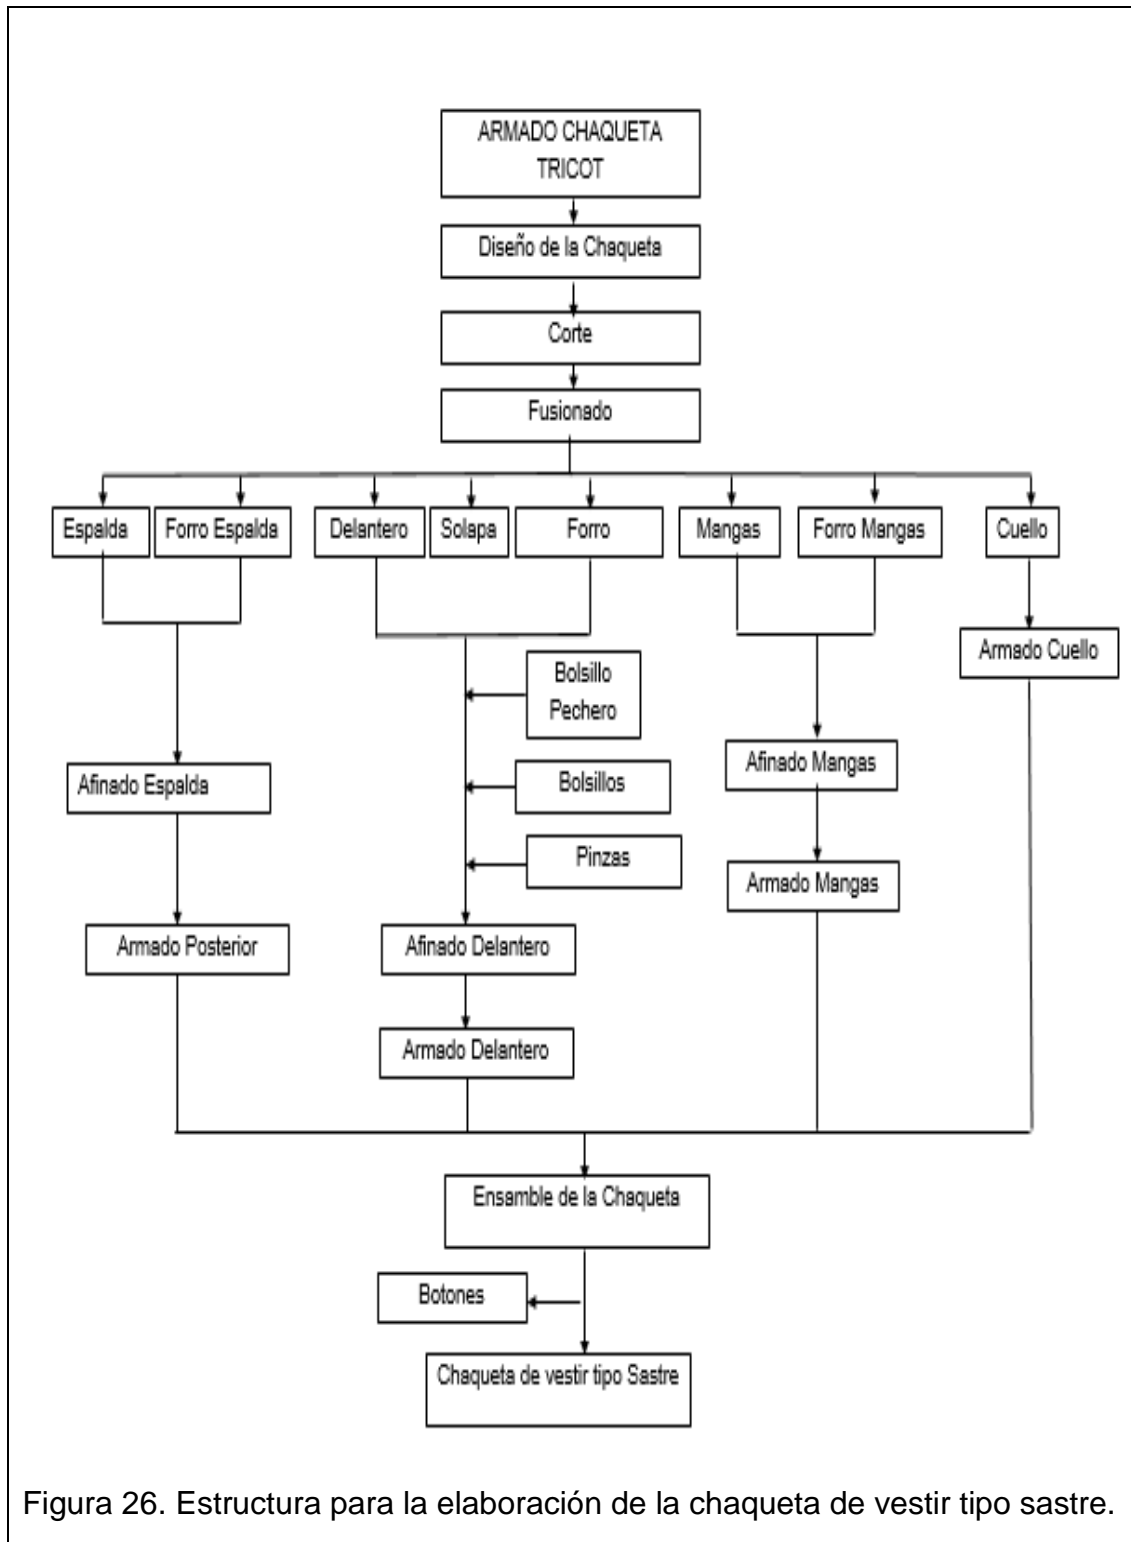 ARMADO CHAQUETA
TRICOT
Diseño de la Chaqueta
Corte
Fusionado
Espalda
Forro Espalda
Delantero
Solapa
Forro
Mangas
Forro Mangas
Cuello
Armado Cuello
Bolsillo
Pechero
Afinado Mangas
Afinado Espalda
Bolsillos
Pinzas
Armado Mangas
Armado Posterior
Afinado Delantero
Armado Delantero
Ensamble de la Chaqueta
Botones
Chaqueta de vestir tipo Sastre
Figura 26. Estructura para la elaboración de la chaqueta de vestir tipo sastre.